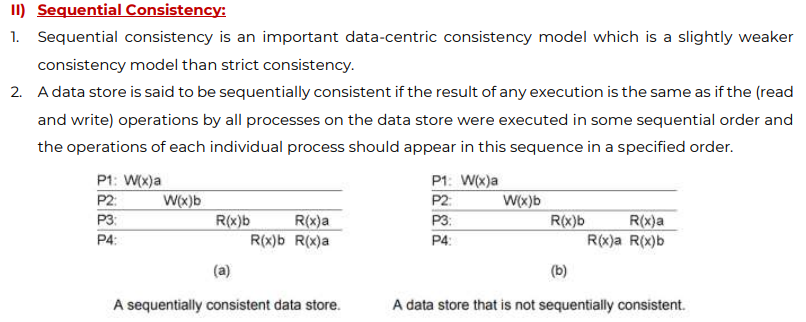 II) Sequential Consistency:
1. Sequential consistency is an important data-centric consistency model which is a slightly weaker
consistency model than strict consistency.
2. A data store is said to be sequentially consistent if the result of any execution is the same as if the (read
and write) operations by all processes on the data store were executed in some sequential order and
the operations of each individual process should appear in this sequence in a specified order.
P1: W(x)a
P2: W(x)b
P3: R(x)b R(x)a
P4: R(x)b R(x)a
(a)
A sequentially consistent data store.
P1: W(x)a
P2: W(x)b
P3: R(x)b R(x)a
P4: R(x)a R(x)b
(b)
A data store that is not sequentially consistent.